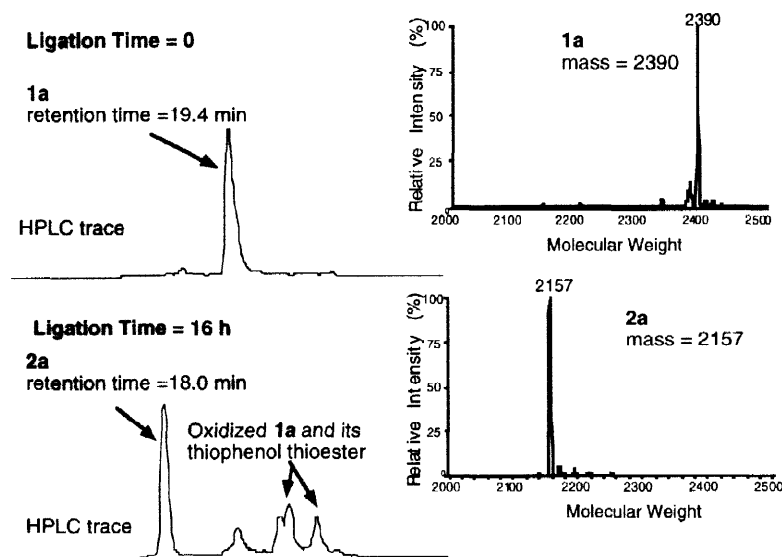 Ligation Time = 0
1a
retention time =19.4 min
HPLC trace
2390
1a
mass = 2390
Relative Intensity (%)
100
75
50
25
0
2000 2100 2200 2300 2400 2500
Molecular Weight
Ligation Time = 16 h
2a
retention time =18.0 min
Oxidized 1a and its
thiophenol thioester
HPLC trace
2157
2a
mass = 2157
Relative Intensity (%)
100
75
50
25
0
2000 2100 2200 2300 2400 2500
Molecular Weight